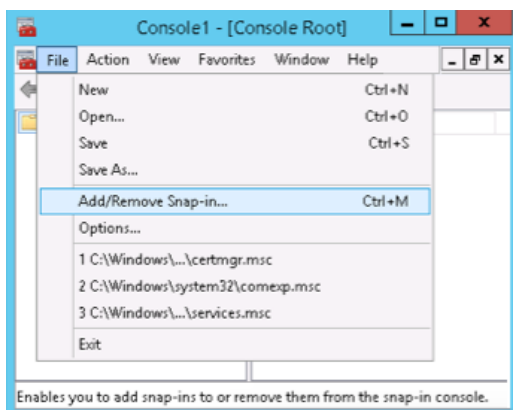 Console1 - [Console Root]
File Action View Favorites Window Help
New Ctrl+N
Open... Ctrl+O
Save Ctrl+S
Save As...
Add/Remove Snap-in... Ctrl+M
Options...
1 C:\Windows\...\certmgr.msc
2 C:\Windows\system32\comexp.msc
3 C:\Windows\...\services.msc
Exit
Enables you to add snap-ins to or remove them from the snap-in console.